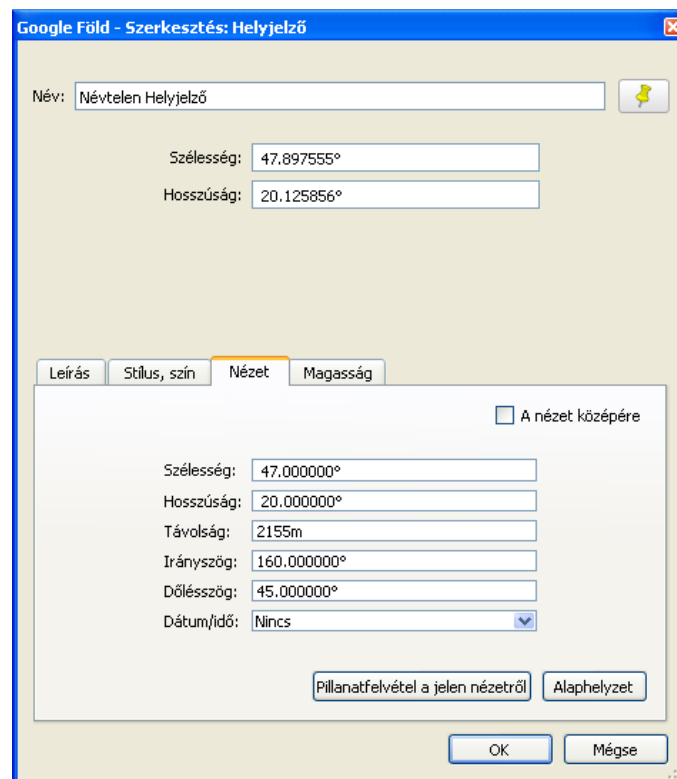 Google Föld - Szerkesztés: Helyjelző
Név: Névtelen Helyjelző
Szélesség: 47.897555°
Hosszúság: 20.125856°
Leírás Stílus, szín Nézet Magasság
A nézet középére
Szélesség: 47.000000°
Hosszúság: 20.000000°
Távolság: 2155m
Irányszög: 160.000000°
Dőlésszög: 45.000000°
Dátum/idő: Nincs
Pillanatfelvétel a jelen nézetről Alaphelyzet
OK Mégse